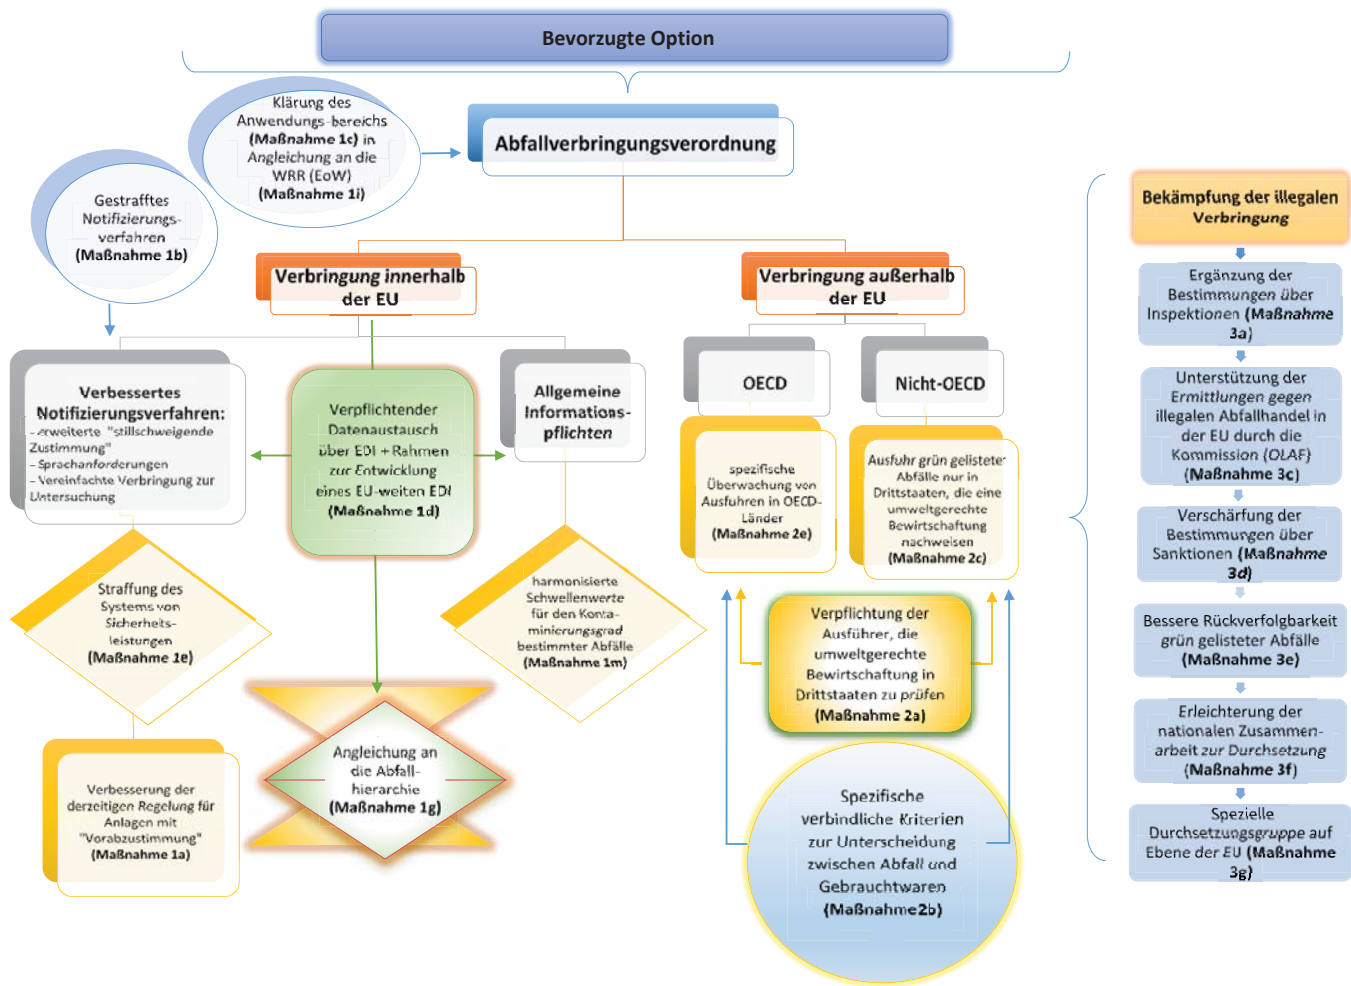 Bevorzugte Option
Klärung des
Anwendungs-bereichs
(Maßnahme 1c) in
Angleichung an die
WRR (EoW)
(Maßnahme 1i)
Abfallverbringungsverordnung
Gestrafftes
Notifizierungs-
verfahren
(Maßnahme 1b)
Verbringung innerhalb
der EU
Verbringung außerhalb
der EU
Verbessertes
Notifizierungsverfahren:
– erweiterte "stillschweigende
Zustimmung"
– Sprachanforderungen
– Vereinfachte Verbringung zur
Untersuchung
Verpflichtender
Datenaustausch
über EDI + Rahmen
zur Entwicklung
eines EU-weiten EDI
(Maßnahme 1d)
Allgemeine
Informations-
pflichten
OECD
Nicht-OECD
spezifische
Überwachung von
Ausfuhren in OECD-
Länder
(Maßnahme 2e)
Ausfuhr grün gelisteter
Abfälle nur in
Drittstaaten, die eine
umweltgerechte
Bewirtschaftung
nachweisen
(Maßnahme 2c)
Straffung des
Systems von
Sicherheits-
leistungen
(Maßnahme 1e)
harmonisierte
Schwellenwerte
für den Konta-
minierungsgrad
bestimmter Abfälle
(Maßnahme 1m)
Verpflichtung der
Ausführer, die
umweltgerechte
Bewirtschaftung in
Drittstaaten zu prüfen
(Maßnahme 2a)
Verbesserung der
derzeitigen Regelung für
Anlagen mit
"Vorabzustimmung"
(Maßnahme 1a)
Angleichung an
die Abfall-
hierarchie
(Maßnahme 1g)
Spezifische
verbindliche Kriterien
zur Unterscheidung
zwischen Abfall und
Gebrauchtwaren
(Maßnahme2b)
Bekämpfung der illegalen
Verbringung
Ergänzung der
Bestimmungen über
Inspektionen (Maßnahme
3a)
Unterstützung der
Ermittlungen gegen
illegalen Abfallhandel in
der EU durch die
Kommission (OLAF)
(Maßnahme 3c)
Verschärfung der
Bestimmungen über
Sanktionen (Maßnahme
3d)
Bessere Rückverfolgbarkeit
grün gelisteter Abfälle
(Maßnahme 3e)
Erleichterung der
nationalen Zusammen-
arbeit zur Durchsetzung
(Maßnahme 3f)
Spezielle
Durchsetzungsgruppe auf
Ebene der EU (Maßnahme
3g)